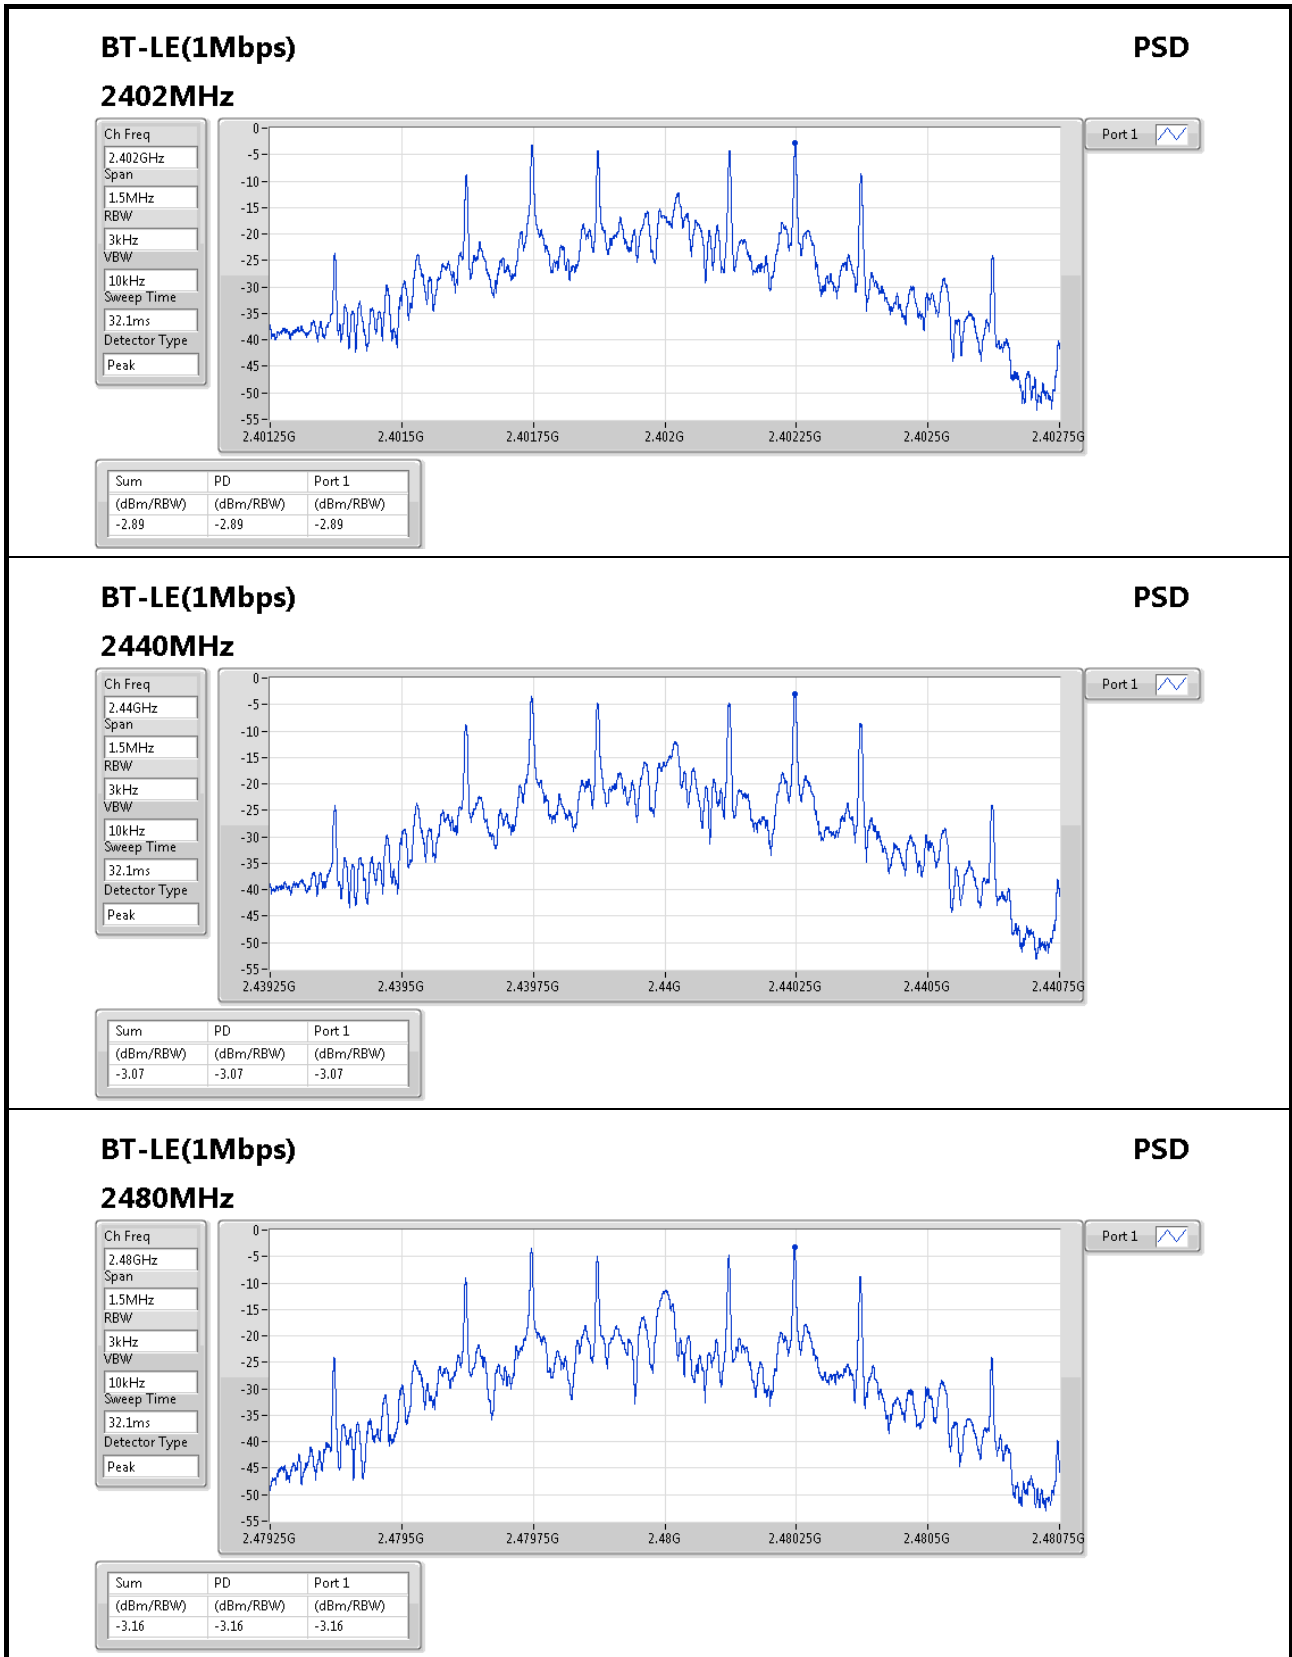 BT-LE(1Mbps) PSD
2402MHz
Ch Freq
2.402GHz
Span
1.5MHz
RBW
3kHz
VBW
10kHz
Sweep Time
32.1ms
Detector Type
Peak
0
-5
-10
-15
-20
-25
-30
-35
-40
-45
-50
-55
2.40125G 2.4015G 2.40175G 2.402G 2.40225G 2.4025G 2.40275G
Port 1
Sum PD Port 1
(dBm/RBW) (dBm/RBW) (dBm/RBW)
-2.89 -2.89 -2.89
BT-LE(1Mbps) PSD
2440MHz
Ch Freq
2.44GHz
Span
1.5MHz
RBW
3kHz
VBW
10kHz
Sweep Time
32.1ms
Detector Type
Peak
0
-5
-10
-15
-20
-25
-30
-35
-40
-45
-50
-55
2.43925G 2.4395G 2.43975G 2.44G 2.44025G 2.4405G 2.44075G
Port 1
Sum PD Port 1
(dBm/RBW) (dBm/RBW) (dBm/RBW)
-3.07 -3.07 -3.07
BT-LE(1Mbps) PSD
2480MHz
Ch Freq
2.48GHz
Span
1.5MHz
RBW
3kHz
VBW
10kHz
Sweep Time
32.1ms
Detector Type
Peak
0
-5
-10
-15
-20
-25
-30
-35
-40
-45
-50
-55
2.47925G 2.4795G 2.47975G 2.48G 2.48025G 2.4805G 2.48075G
Port 1
Sum PD Port 1
(dBm/RBW) (dBm/RBW) (dBm/RBW)
-3.16 -3.16 -3.16